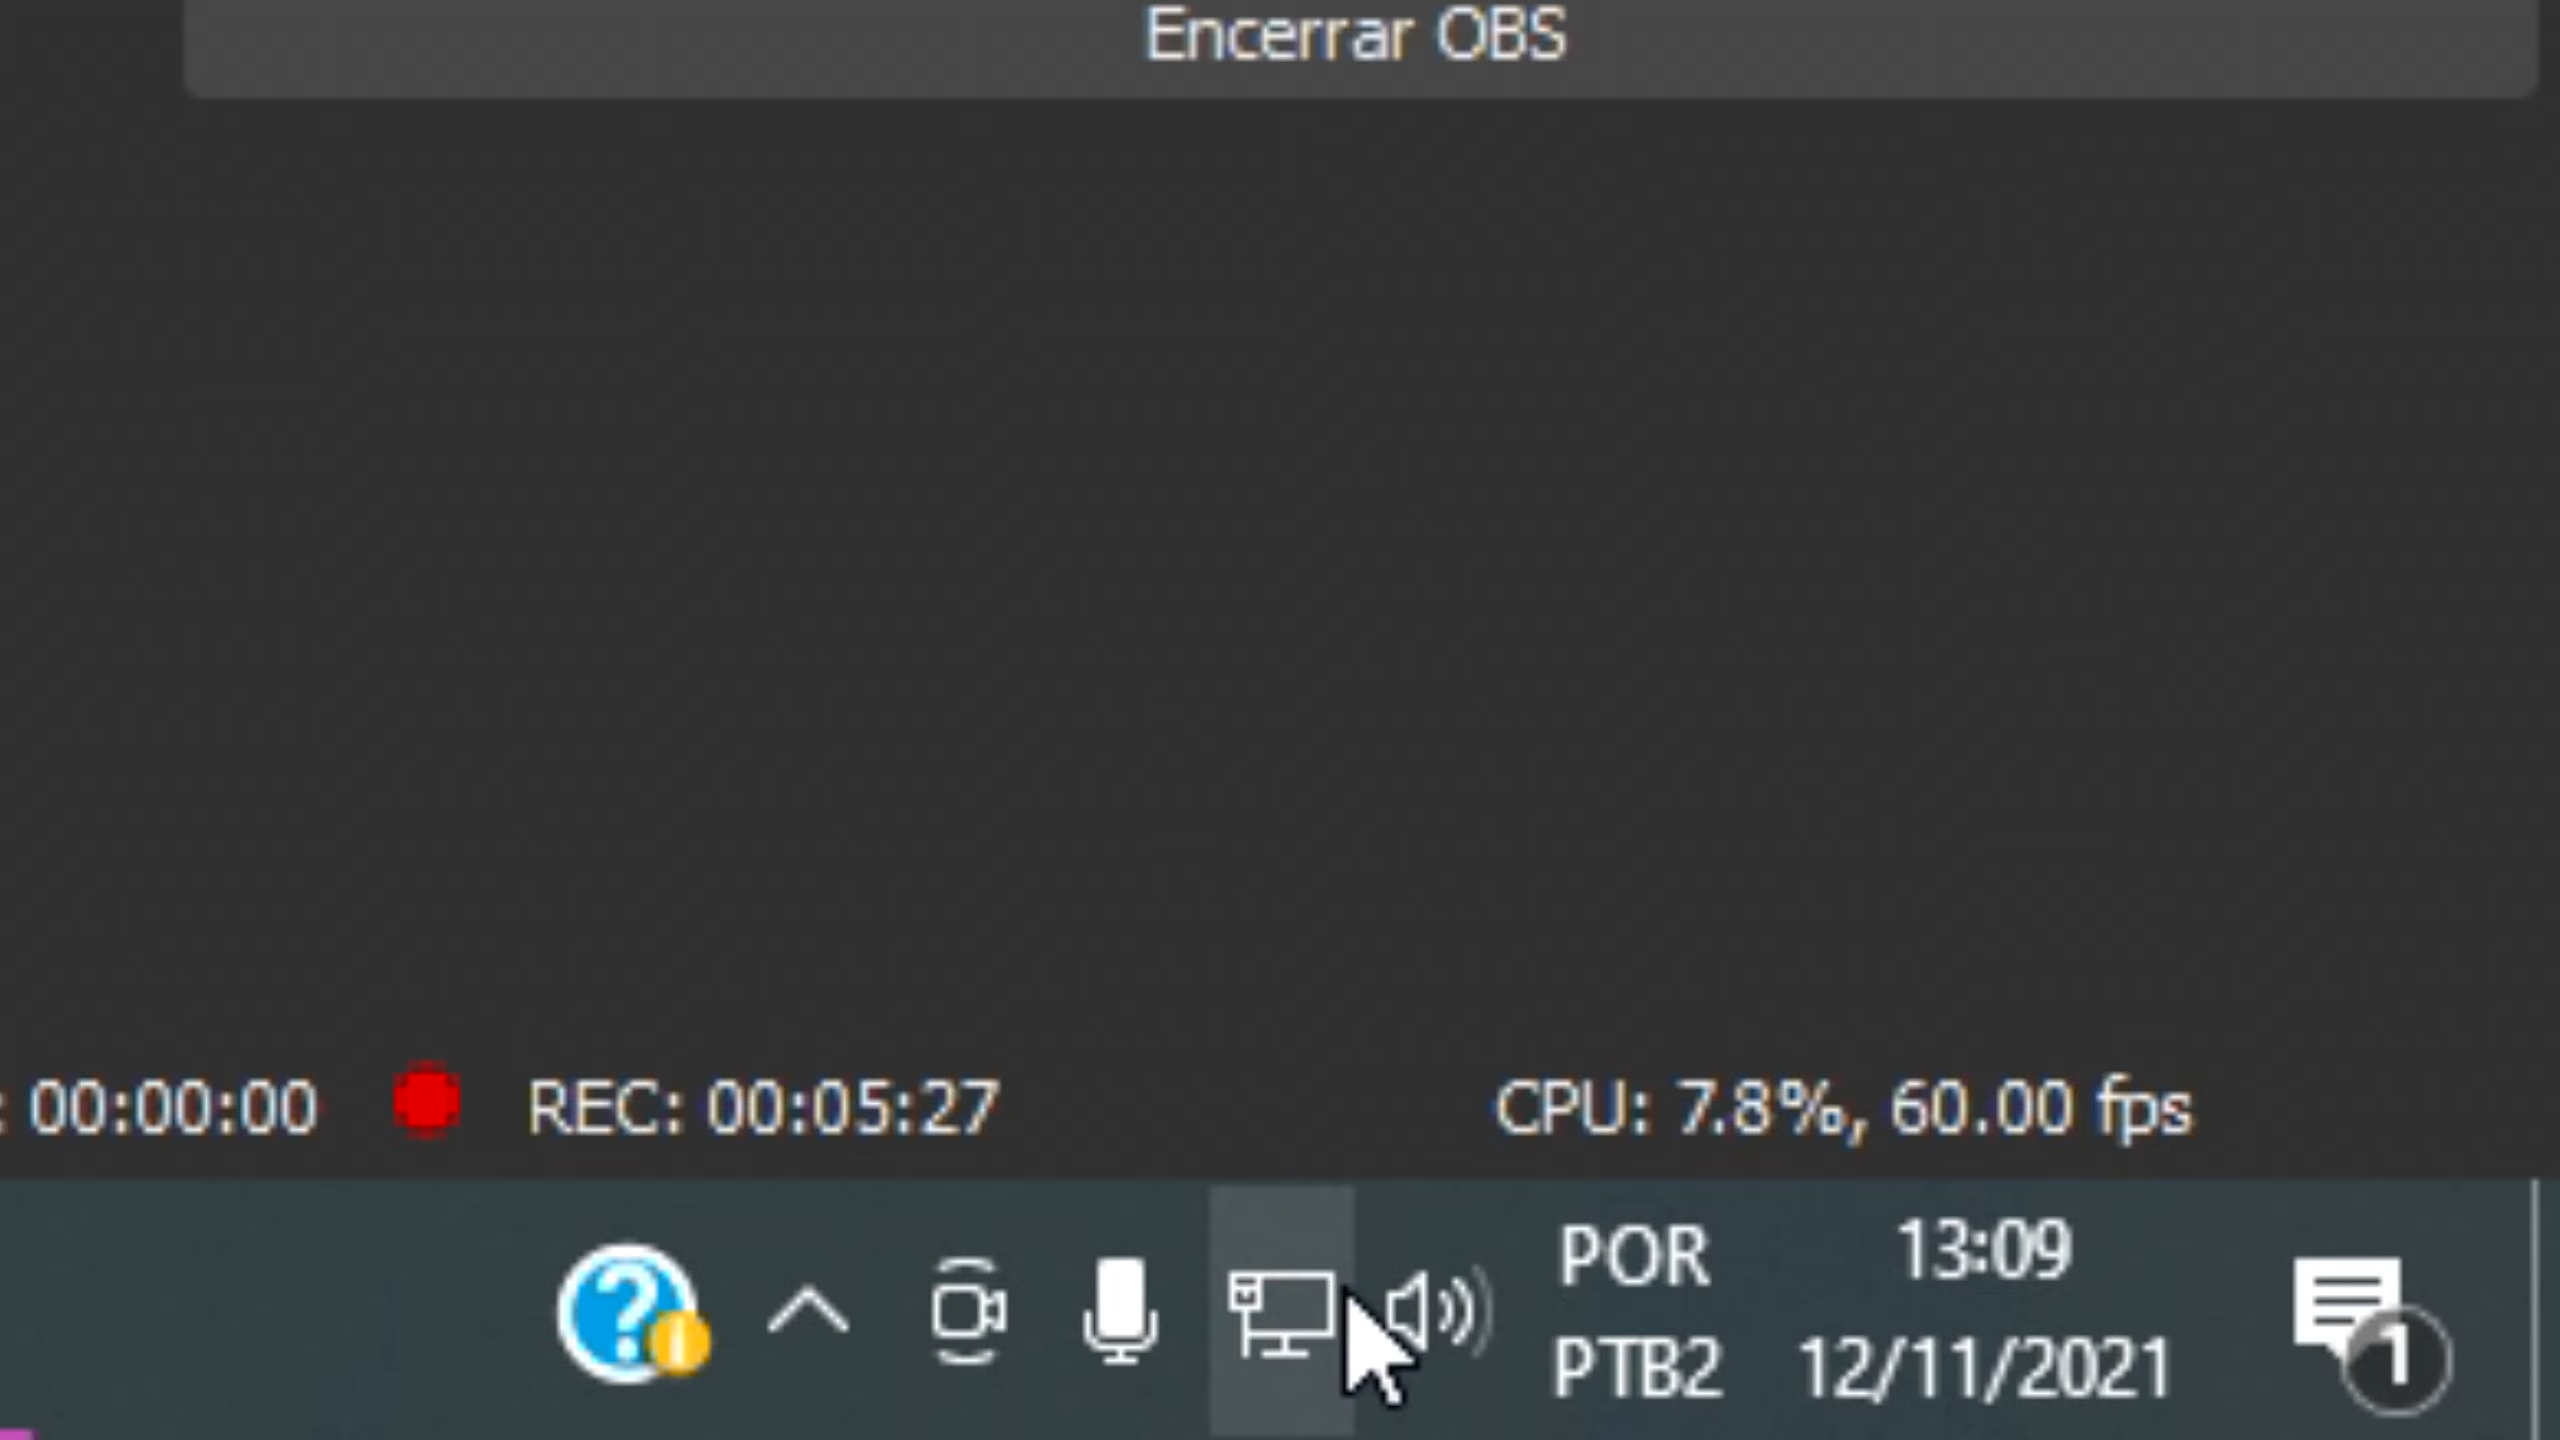 Encerrar OBS
: 00:00:00 REC: 00:05:27 CPU: 7.8%, 60.00 fps
POR 13:09
PTB2 12/11/2021
1